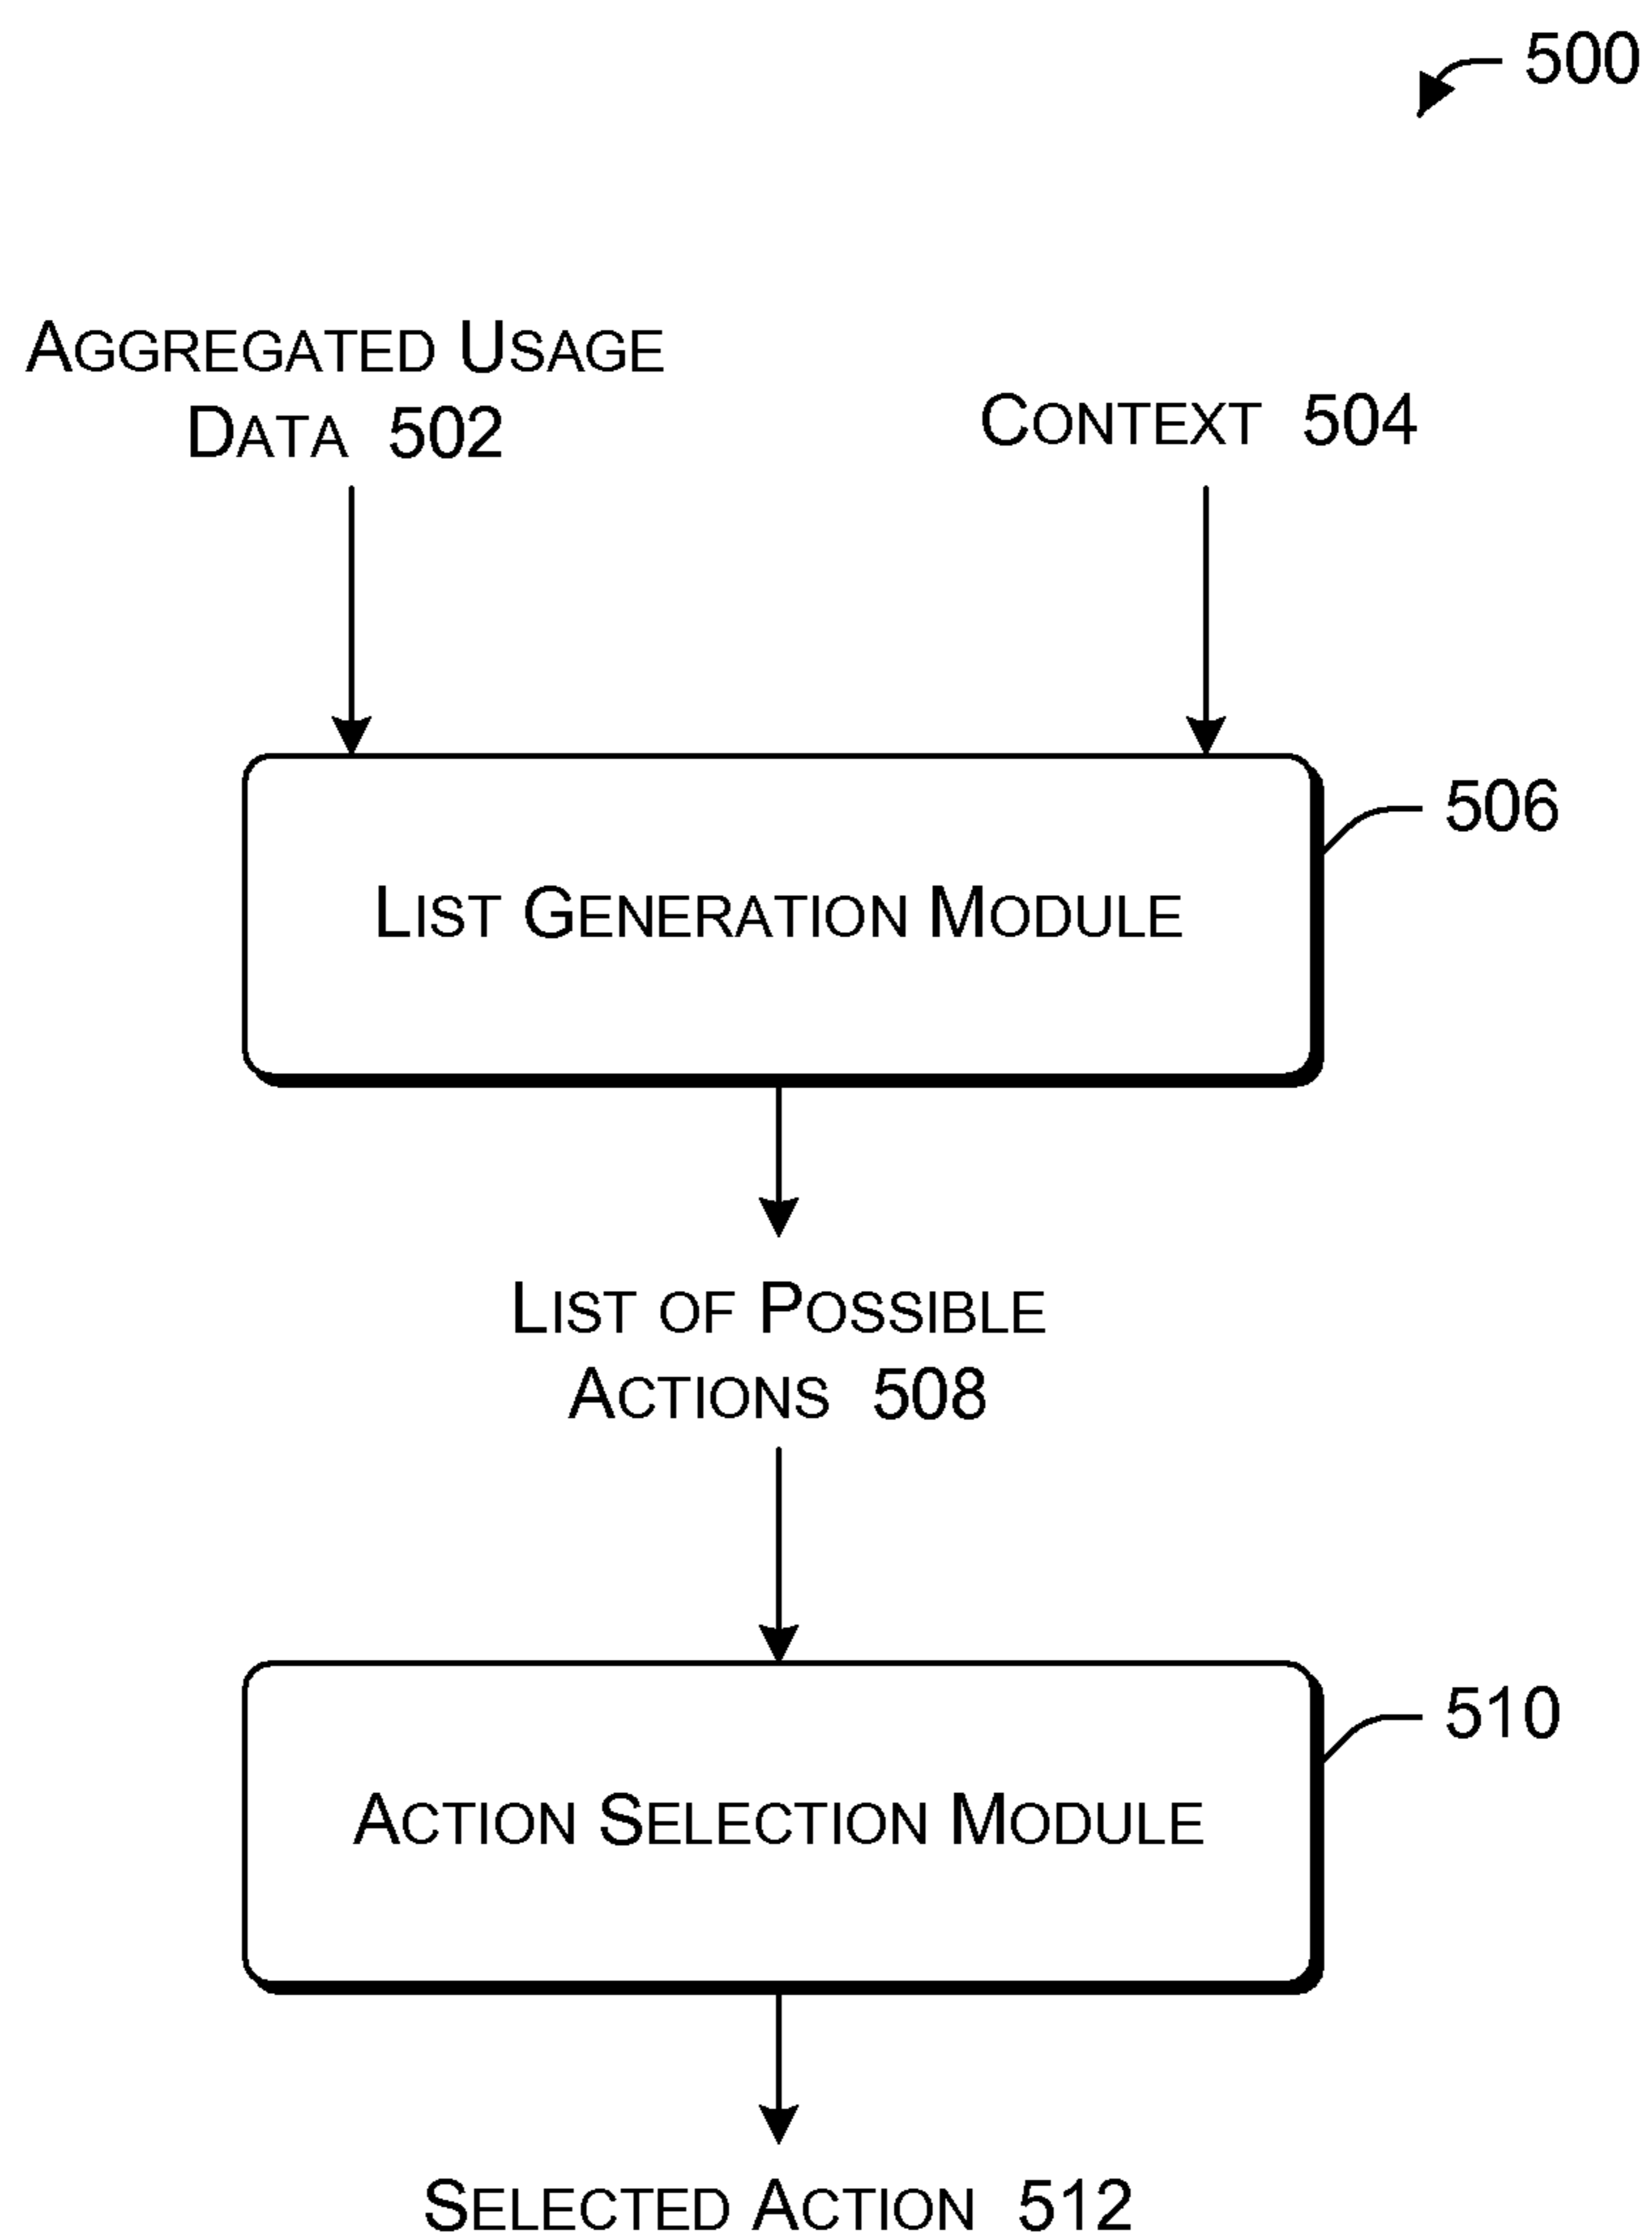 500
AGGREGATED USAGE
DATA 502
CONTEXT 504
506
LIST GENERATION MODULE
LIST OF POSSIBLE
ACTIONS 508
510
ACTION SELECTION MODULE
SELECTED ACTION 512